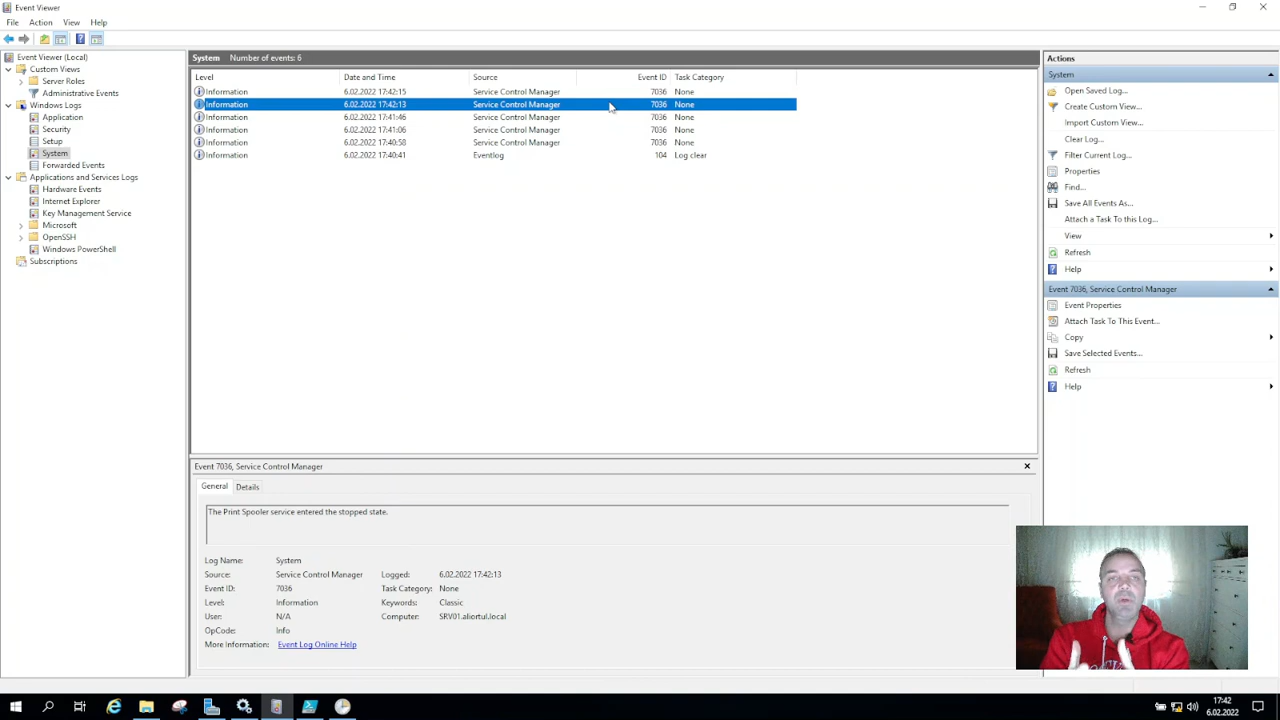 Event Viewer
File Action View Help
Event Viewer (Local)
Custom Views
Server Roles
Administrative Events
Windows Logs
Application
Security
Setup
System
Forwarded Events
Applications and Services Logs
Hardware Events
Internet Explorer
Key Management Service
Microsoft
OpenSSH
Windows PowerShell
Subscriptions
System Number of events: 6
Level Date and Time Source Event ID Task Category
Information 6.02.2022 17:42:15 Service Control Manager 7036 None
Information 6.02.2022 17:42:13 Service Control Manager 7036 None
Information 6.02.2022 17:41:46 Service Control Manager 7036 None
Information 6.02.2022 17:41:06 Service Control Manager 7036 None
Information 6.02.2022 17:40:58 Service Control Manager 7036 None
Information 6.02.2022 17:40:41 Eventlog 104 Log clear
Event 7036, Service Control Manager
General Details
The Print Spooler service entered the stopped state.
Log Name: System
Source: Service Control Manager Logged: 6.02.2022 17:42:13
Event ID: 7036 Task Category: None
Level: Information Keywords: Classic
User: N/A Computer: SRV01.aliortul.local
OpCode: Info
More Information: Event Log Online Help
Actions
System
Open Saved Log...
Create Custom View...
Import Custom View...
Clear Log...
Filter Current Log...
Properties
Find...
Save All Events As...
Attach a Task To this Log...
View
Refresh
Help
Event 7036, Service Control Manager
Event Properties
Attach Task To This Event...
Copy
Save Selected Events...
Refresh
Help
17:42
6.02.2022